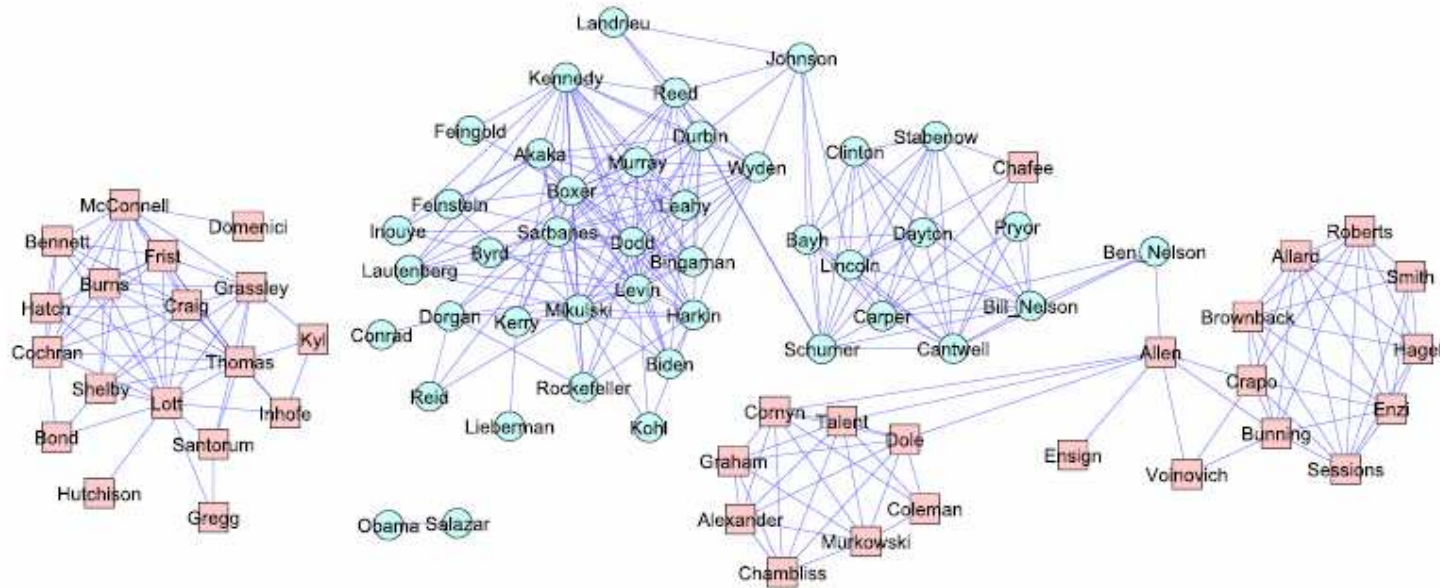 Landrieu
Johnson
Kennedy
Reed
Feingold
Durbin
Akaka
Murray
Wyden
Boxer
Leahy
Feinstein
Inouye
Sarbanes
Dodd
Byrd
Bingaman
Lautenberg
Levin
Dorgan
Kerry
Mikulski
Harkin
Conrad
Biden
Reid
Rockefeller
Lieberman
Kohl
Obama
Salazar
Stabenow
Clinton
Chafee
Bayh
Dayton
Pryor
Lincoln
Carper
Bill_Nelson
Schumer
Cantwell
Ben_Nelson
McConnell
Domenici
Bennett
Frist
Burns
Grassley
Hatch
Craig
Cochran
Thomas
Kyl
Shelby
Lott
Inhofe
Bond
Santorum
Hutchison
Gregg
Roberts
Allard
Smith
Brownback
Hagel
Allen
Crapo
Enzi
Bunning
Sessions
Ensign
Voinovich
Cornyn
Talent
Dole
Graham
Coleman
Alexander
Murkowski
Chambliss